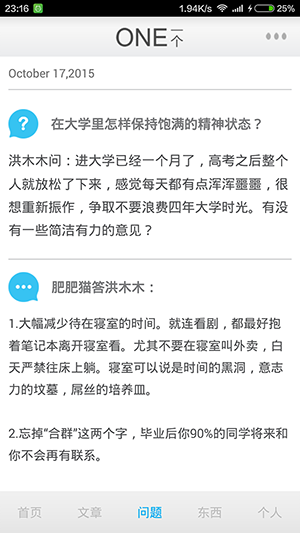 23:16 1.94K/s 25%
ONE一个
October 17,2015
在大学里怎样保持饱满的精神状态？
洪木木问：进大学已经一个月了，高考之后整
个人就放松了下来，感觉每天都有点浑浑噩噩，很
想重新振作，争取不要浪费四年大学时光。有没
有一些简洁有力的意见？
肥肥猫答洪木木：
1.大幅减少待在寝室的时间。就连看剧，都最好抱
着笔记本离开寝室看。尤其不要在寝室叫外卖，白
天严禁往床上躺。寝室可以说是时间的黑洞，意志
力的坟墓，屌丝的培养皿。
2.忘掉“合群”这两个字，毕业后你90%的同学将来和
你不会再有联系。
首页 文章 问题 东西 个人